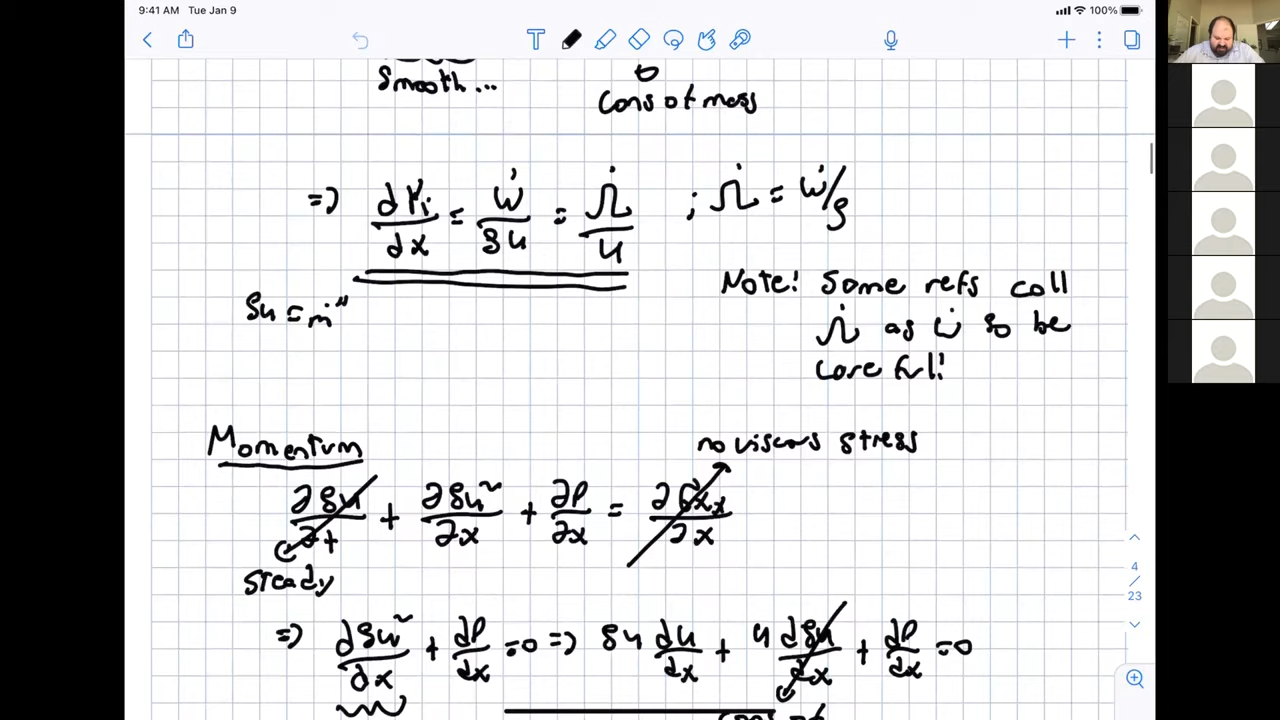 9:41 AM Tue Jan 9
100%
Smooth...
Cons of mass
=> dYi/dx = ẇ/ρu = Ω̇/u ; Ω̇ = ẇ/ρ
ρu = ṁ"
Note! Some refs call
Ω̇ as ẇ so be
careful!
Momentum
no viscous stress
∂ρu/∂t + ∂ρu²/∂x + ∂P/∂x = ∂σxx/∂x
steady
=> dρu²/dx + dP/dx = 0 => ρu du/dx + u dρu/dx + dP/dx = 0
4
/
23